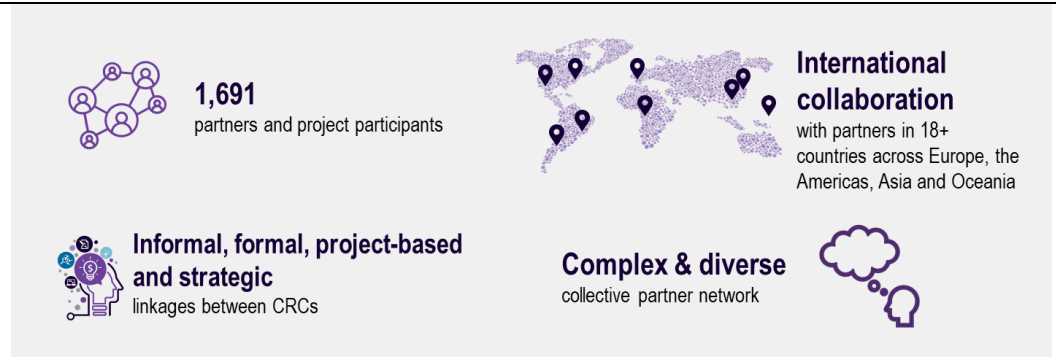 1,691
partners and project participants
International
collaboration
with partners in 18+
countries across Europe, the
Americas, Asia and Oceania
Informal, formal, project-based
and strategic
linkages between CRCs
Complex & diverse
collective partner network